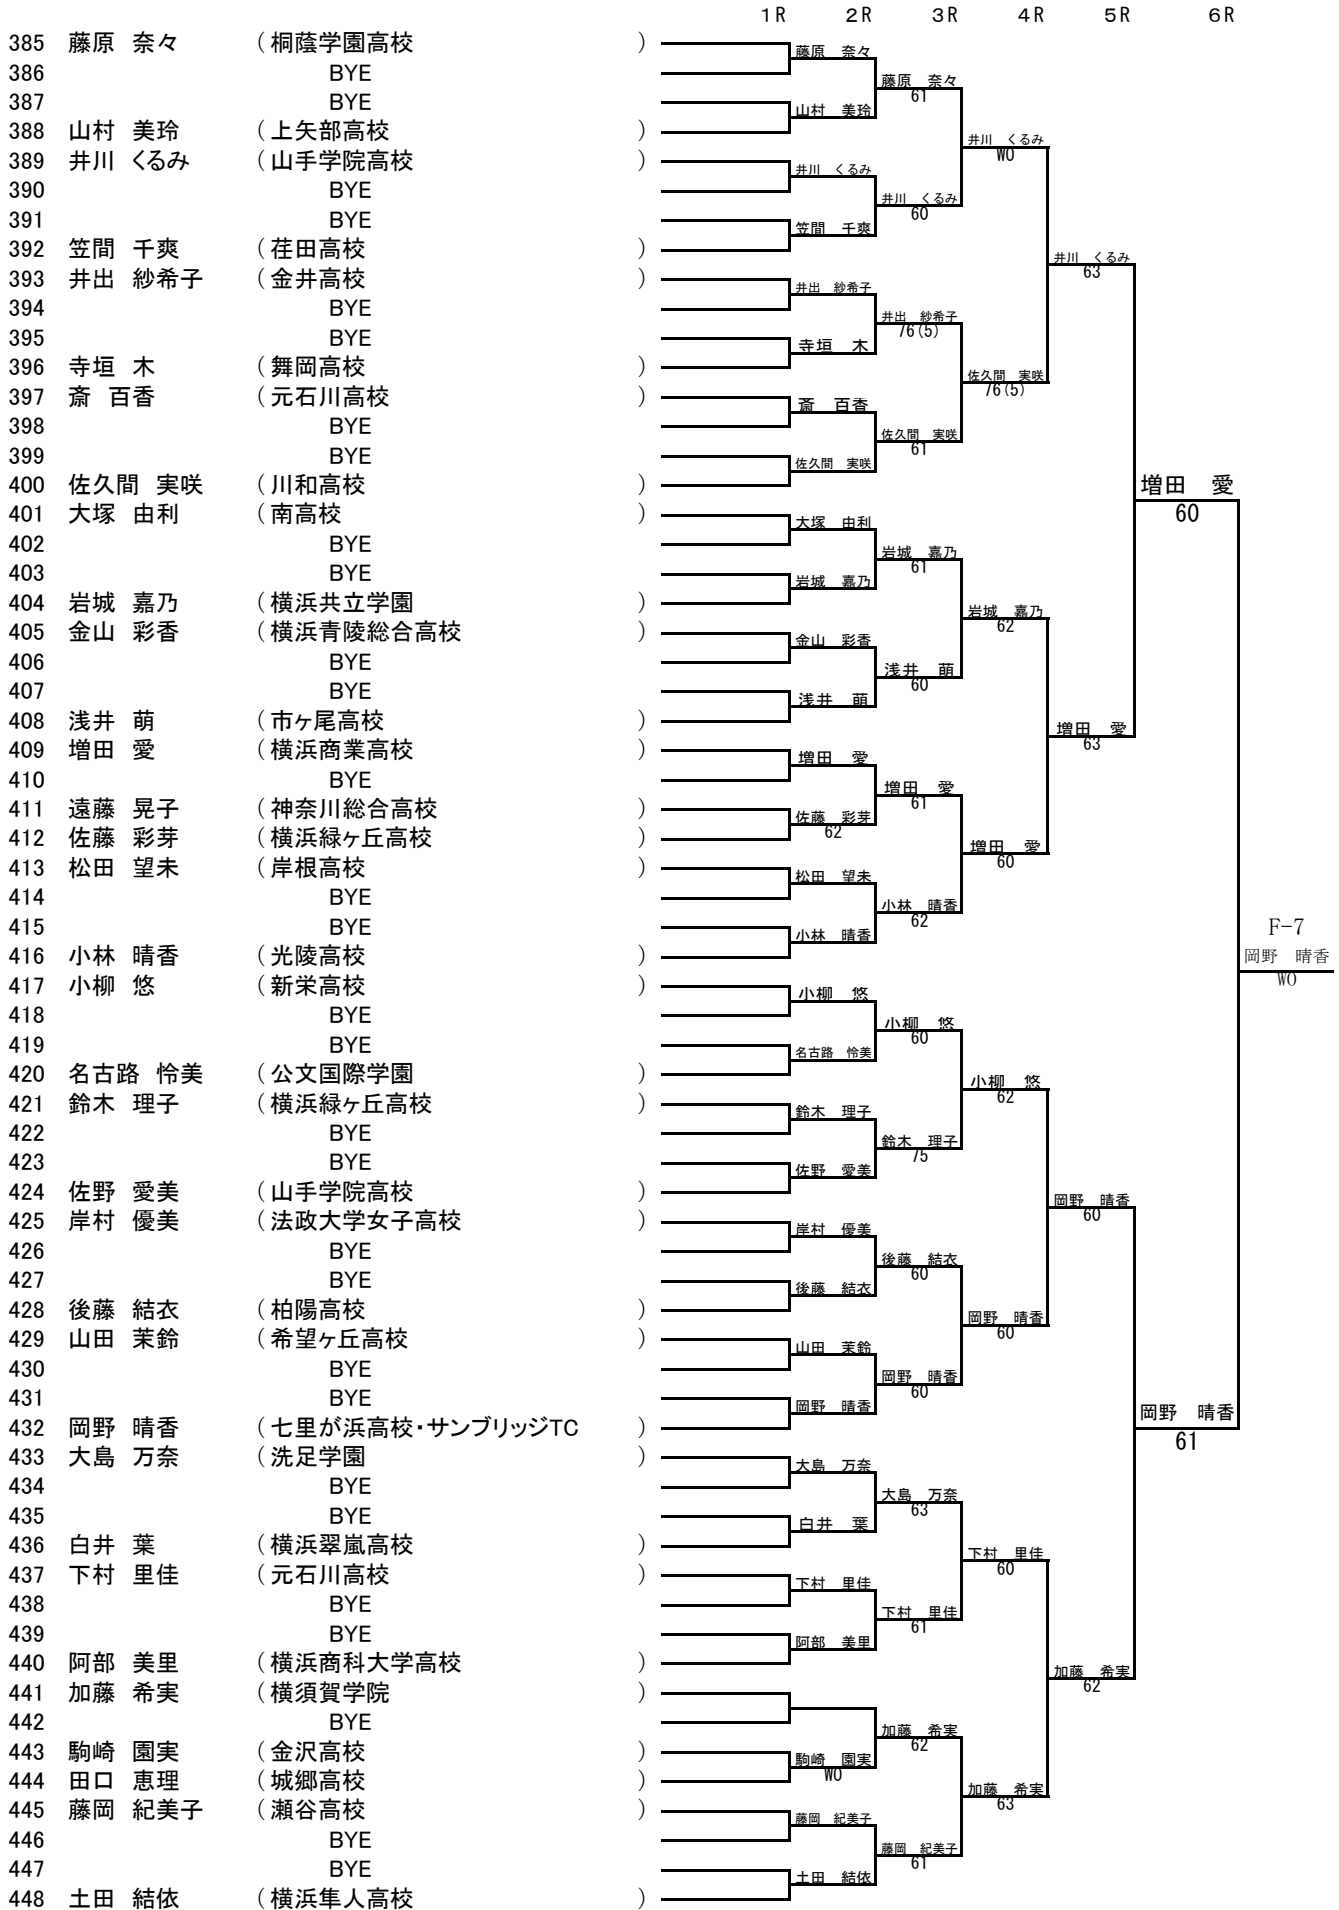 1R 2R 3R 4R 5R 6R
385 藤原 奈々 ( 桐蔭学園高校 )
藤原 奈々
386 BYE
藤原 奈々
61
387 BYE
山村 美玲
388 山村 美玲 ( 上矢部高校 )
井川 くるみ
WO
389 井川 くるみ ( 山手学院高校 )
井川 くるみ
390 BYE
井川 くるみ
60
391 BYE
笠間 千爽
392 笠間 千爽 ( 荏田高校 )
井川 くるみ
63
393 井出 紗希子 ( 金井高校 )
井出 紗希子
394 BYE
井出 紗希子
76(5)
395 BYE
寺垣 木
396 寺垣 木 ( 舞岡高校 )
佐久間 実咲
76(5)
397 斎 百香 ( 元石川高校 )
斎 百香
398 BYE
佐久間 実咲
61
399 BYE
佐久間 実咲
400 佐久間 実咲 ( 川和高校 )
増田 愛
60
401 大塚 由利 ( 南高校 )
大塚 由利
402 BYE
岩城 嘉乃
61
403 BYE
岩城 嘉乃
404 岩城 嘉乃 ( 横浜共立学園 )
岩城 嘉乃
62
405 金山 彩香 ( 横浜青陵総合高校 )
金山 彩香
406 BYE
浅井 萌
60
407 BYE
浅井 萌
408 浅井 萌 ( 市ヶ尾高校 )
増田 愛
63
409 増田 愛 ( 横浜商業高校 )
増田 愛
410 BYE
増田 愛
61
411 遠藤 晃子 ( 神奈川総合高校 )
佐藤 彩芽
62
412 佐藤 彩芽 ( 横浜緑ヶ丘高校 )
増田 愛
60
413 松田 望未 ( 岸根高校 )
松田 望未
414 BYE
小林 晴香
62
415 BYE
小林 晴香
416 小林 晴香 ( 光陵高校 )
F-7
岡野 晴香
WO
417 小柳 悠 ( 新栄高校 )
小柳 悠
418 BYE
小柳 悠
60
419 BYE
名古路 怜美
420 名古路 怜美 ( 公文国際学園 )
小柳 悠
62
421 鈴木 理子 ( 横浜緑ヶ丘高校 )
鈴木 理子
422 BYE
鈴木 理子
75
423 BYE
佐野 愛美
424 佐野 愛美 ( 山手学院高校 )
岡野 晴香
60
425 岸村 優美 ( 法政大学女子高校 )
岸村 優美
426 BYE
後藤 結衣
60
427 BYE
後藤 結衣
428 後藤 結衣 ( 柏陽高校 )
岡野 晴香
60
429 山田 茉鈴 ( 希望ヶ丘高校 )
山田 茉鈴
430 BYE
岡野 晴香
60
431 BYE
岡野 晴香
432 岡野 晴香 ( 七里が浜高校・サンブリッジTC )
岡野 晴香
61
433 大島 万奈 ( 洗足学園 )
大島 万奈
434 BYE
大島 万奈
63
435 BYE
白井 葉
436 白井 葉 ( 横浜翠嵐高校 )
下村 里佳
60
437 下村 里佳 ( 元石川高校 )
下村 里佳
438 BYE
下村 里佳
61
439 BYE
阿部 美里
440 阿部 美里 ( 横浜商科大学高校 )
加藤 希実
62
441 加藤 希実 ( 横須賀学院 )
442 BYE
加藤 希実
62
443 駒崎 園実 ( 金沢高校 )
駒崎 園実
WO
444 田口 恵理 ( 城郷高校 )
加藤 希実
63
445 藤岡 紀美子 ( 瀬谷高校 )
藤岡 紀美子
446 BYE
藤岡 紀美子
61
447 BYE
土田 結依
448 土田 結依 ( 横浜隼人高校 )